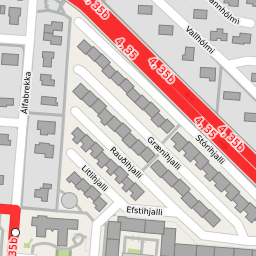 4, 35b
Vallhólmi
4, 35
4, 35b
Álfabrekka
4, 35
4, 35b
Stórihjalli
Grænihjalli
Rauðihjalli
Litlihjalli
Efstihjalli
35b